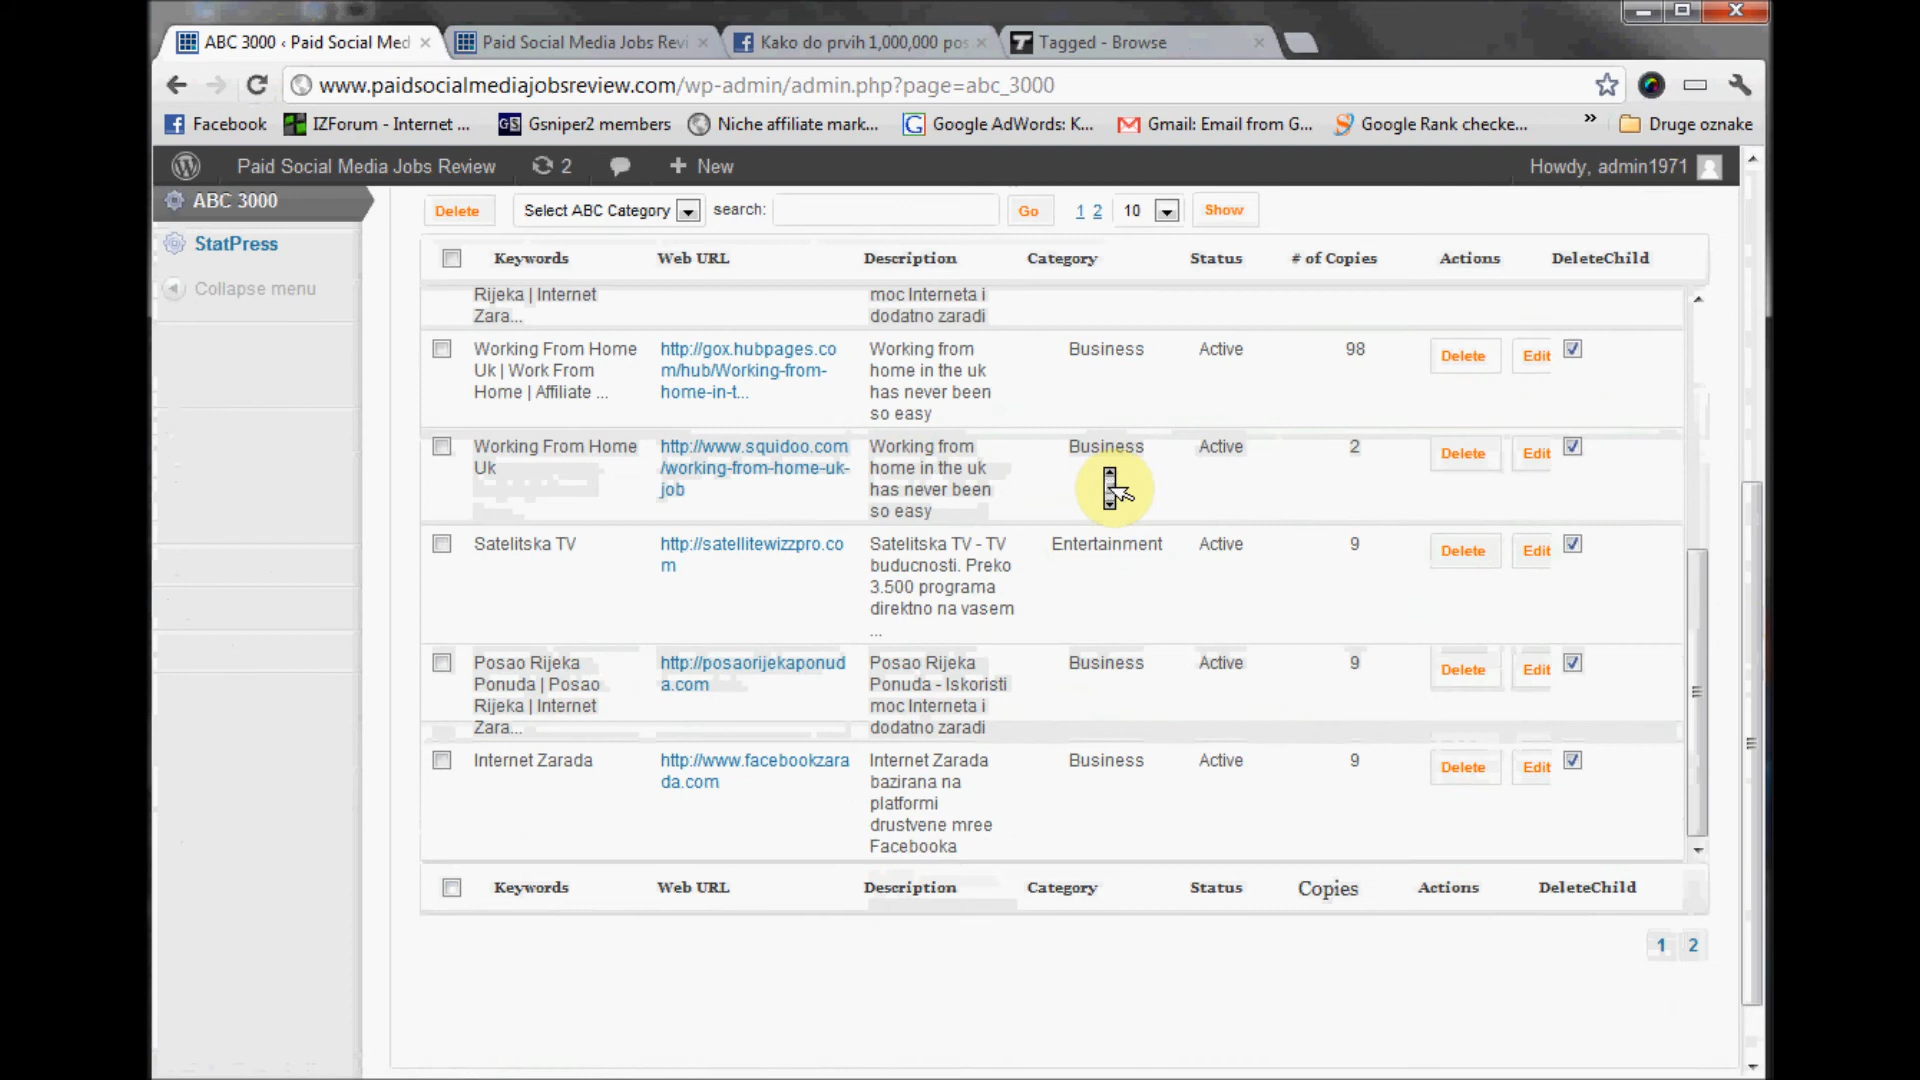 ABC 3000 ‹ Paid Social Med
Paid Social Media Jobs Revi
Kako do prvih 1,000,000 pos
Tagged - Browse
www.paidsocialmediajobsreview.com/wp-admin/admin.php?page=abc_3000
Facebook
IZForum - Internet ...
Gsniper2 members
Niche affiliate mark...
Google AdWords: K...
Gmail: Email from G...
Google Rank checke...
»
Druge oznake
Paid Social Media Jobs Review
2
+ New
Howdy, admin1971
ABC 3000
StatPress
Collapse menu
Delete
Select ABC Category
search:
Go
1 2
10
Show
Keywords Web URL Description Category Status # of Copies Actions DeleteChild
Rijeka | Internet
Zara...
moc Interneta i
dodatno zaradi
Working From Home
Uk | Work From
Home | Affiliate ...
http://gox.hubpages.co
m/hub/Working-from-
home-in-t...
Working from
home in the uk
has never been
so easy
Business
Active
98
Delete
Edit
Working From Home
Uk
http://www.squidoo.com
/working-from-home-uk-
job
Working from
home in the uk
has never been
so easy
Business
Active
2
Delete
Edit
Satelitska TV
http://satellitewizzpro.co
m
Satelitska TV - TV
buducnosti. Preko
3.500 programa
direktno na vasem
...
Entertainment
Active
9
Delete
Edit
Posao Rijeka
Ponuda | Posao
Rijeka | Internet
Zara...
http://posaorijekaponud
a.com
Posao Rijeka
Ponuda - Iskoristi
moc Interneta i
dodatno zaradi
Business
Active
9
Delete
Edit
Internet Zarada
http://www.facebookzara
da.com
Internet Zarada
bazirana na
platformi
drustvene mree
Facebooka
Business
Active
9
Delete
Edit
Keywords Web URL Description Category Status Copies Actions DeleteChild
1 2